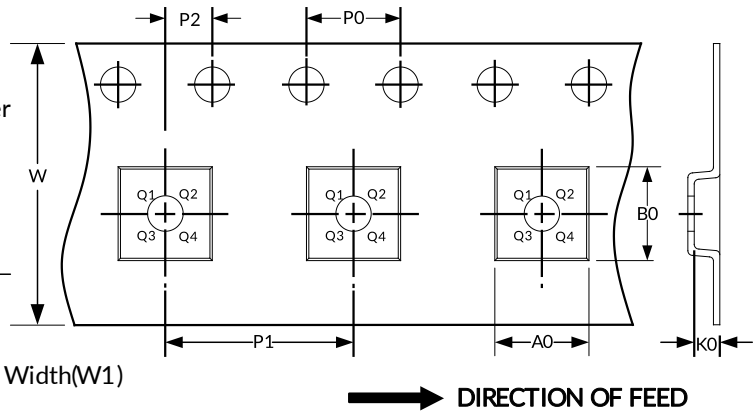 P2 P0
er
W
Q1 Q2 Q1 Q2 Q1 Q2
B0
Q3 Q4 Q3 Q4 Q3 Q4
P1 A0 K0
Width(W1)
DIRECTION OF FEED